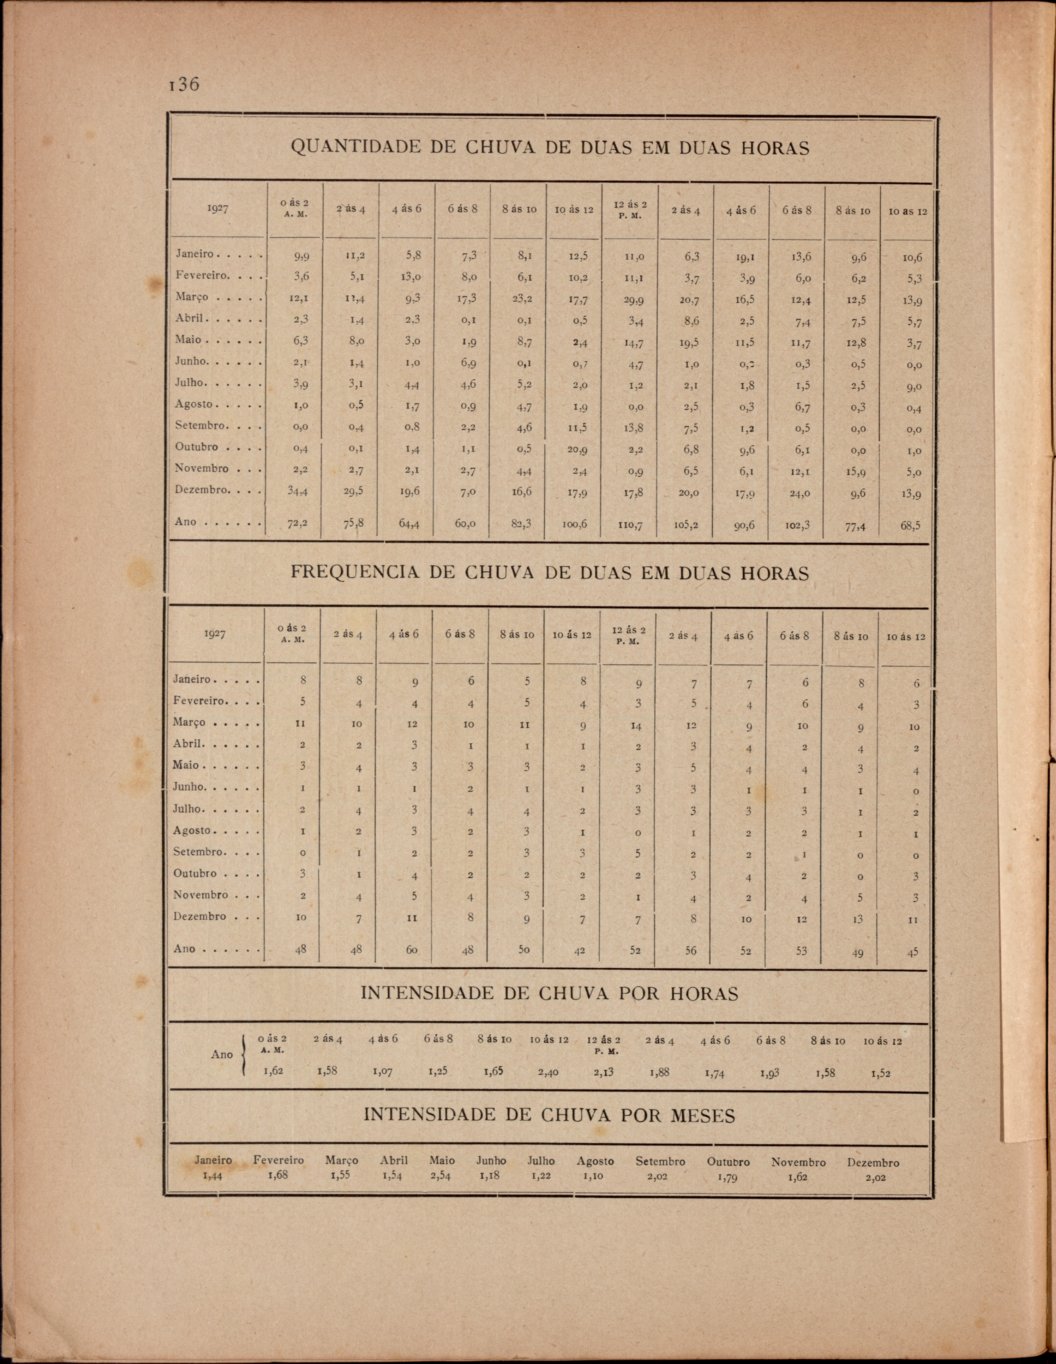 136
QUANTIDADE DE CHUVA DE DUAS EM DUAS HORAS
1927 0 ás 2 A. M. 2 ás 4 4 ás 6 6 ás 8 8 ás 10 10 ás 12 12 ás 2 P. M. 2 ás 4 4 ás 6 6 ás 8 8 ás 10 10 as 12
Janeiro . . . . . 9,9 11,2 5,8 7,3 8,1 12,5 11,0 6,3 19,1 13,6 9,6 10,6
Fevereiro. . . . 3,6 5,1 13,0 8,0 6,1 10,2 11,1 3,7 3,9 6,0 6,2 5,3
Março . . . . . 12,1 11,4 9,3 17,3 23,2 17,7 29,9 20,7 16,5 12,4 12,5 13,9
Abril . . . . . . 2,3 1,4 2,3 0,1 0,1 0,5 3,4 8,6 2,5 7,4 7,5 5,7
Maio . . . . . . 6,3 8,0 3,0 1,9 8,7 2,4 14,7 19,5 11,5 11,7 12,8 3,7
Junho. . . . . . 2,1 1,4 1,0 6,9 0,1 0,7 4,7 1,0 0,3 0,5 0,0
Julho. . . . . . 3,9 3,1 4,4 4,6 5,2 2,0 1,2 2,1 1,8 1,5 2,5 9,0
Agosto . . . . . 1,0 0,5 1,7 0,9 4,7 1,9 0,0 2,5 0,3 6,7 0,3 0,4
Setembro. . . . 0,0 0,4 0,8 2,2 4,6 11,5 13,8 7,5 1,2 0,5 0,0 0,0
Outubro . . . . 0,4 0,1 1,4 1,1 0,5 20,9 2,2 6,8 9,6 6,1 0,0 1,0
Novembro . . . 2,2 2,7 2,1 2,7 4,4 2,4 0,9 6,5 6,1 12,1 15,9 5,0
Dezembro. . . . 34,4 29,5 19,6 7,0 16,6 17,9 17,8 20,0 17,9 24,0 9,6 13,9
Ano . . . . . . 72,2 75,8 64,4 60,0 82,3 100,6 110,7 105,2 90,6 102,3 77,4 68,5
FREQUENCIA DE CHUVA DE DUAS EM DUAS HORAS
1927 0 ás 2 A. M. 2 ás 4 4 ás 6 6 ás 8 8 ás 10 10 ás 12 12 ás 2 P. M. 2 ás 4 4 ás 6 6 ás 8 8 ás 10 10 ás 12
Janeiro . . . . . 8 8 9 6 5 8 9 7 7 6 8 6
Fevereiro. . . . 5 4 4 4 5 4 3 5 4 6 4 3
Março . . . . . 11 10 12 10 11 9 14 12 9 10 9 10
Abril. . . . . . 2 2 3 1 1 1 2 3 4 2 4 2
Maio . . . . . . 3 4 3 3 3 2 3 5 4 4 3 4
Junho. . . . . . 1 1 1 2 1 1 3 3 1 1 1 0
Julho. . . . . . 2 4 3 4 4 2 3 3 3 3 1 2
Agosto. . . . . 1 2 3 2 3 1 0 1 2 2 1 1
Setembro. . . . 0 1 2 2 3 3 5 2 2 1 0 0
Outubro . . . . 3 1 4 2 2 2 2 3 4 2 0 3
Novembro . . . 2 4 5 4 3 2 1 4 2 4 5 3
Dezembro . . . 10 7 11 8 9 7 7 8 10 12 13 11
Ano . . . . . . 48 48 60 48 50 42 52 56 52 53 49 45
INTENSIDADE DE CHUVA POR HORAS
Ano 0 ás 2 A. M. 2 ás 4 4 ás 6 6 ás 8 8 ás 10 10 ás 12 12 ás 2 P. M. 2 ás 4 4 ás 6 6 ás 8 8 ás 10 10 ás 12
1,62 1,58 1,07 1,25 1,65 2,40 2,13 1,88 1,74 1,93 1,58 1,52
INTENSIDADE DE CHUVA POR MESES
Janeiro Fevereiro Março Abril Maio Junho Julho Agosto Setembro Outubro Novembro Dezembro
1,44 1,68 1,55 1,54 2,54 1,18 1,22 1,10 2,02 1,79 1,62 2,02